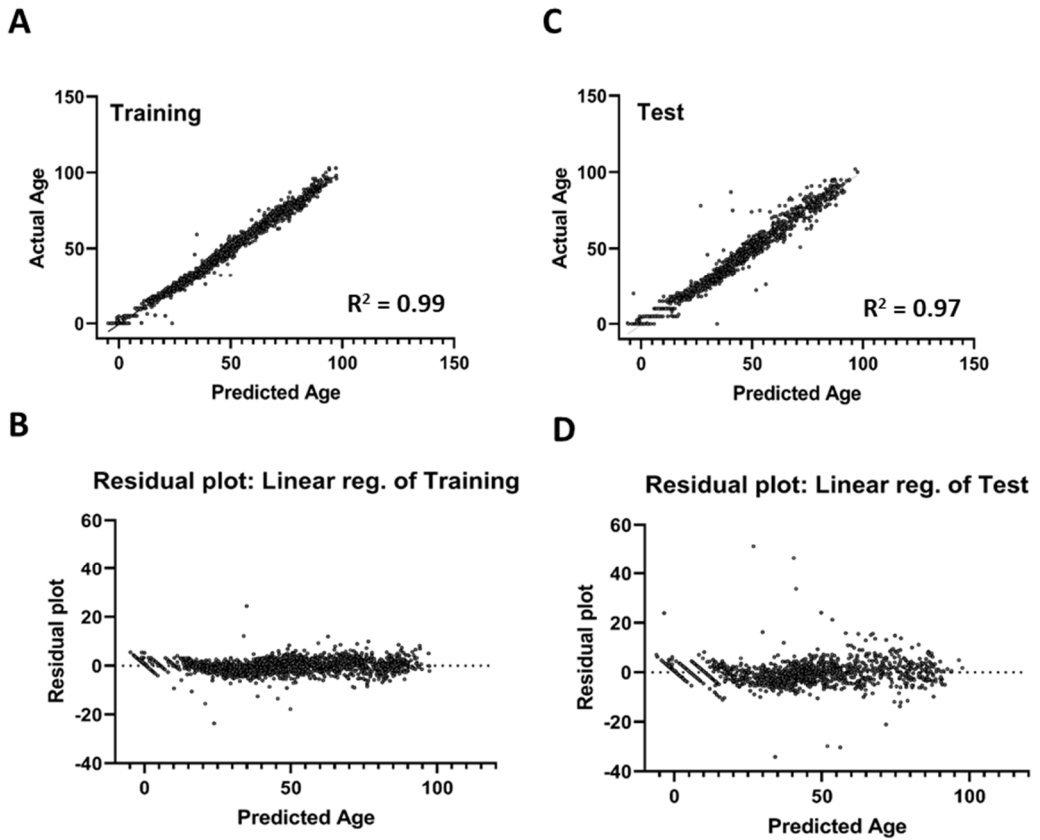 A
150
Training
100
Actual Age
50
R² = 0.99
0
0
50
100
150
Predicted Age
C
150
Test
100
Actual Age
50
R² = 0.97
0
0
50
100
150
Predicted Age
B
Residual plot: Linear reg. of Training
60
40
20
Residual plot
0
-20
-40
0
50
100
Predicted Age
D
Residual plot: Linear reg. of Test
60
40
20
Residual plot
0
-20
-40
0
50
100
Predicted Age